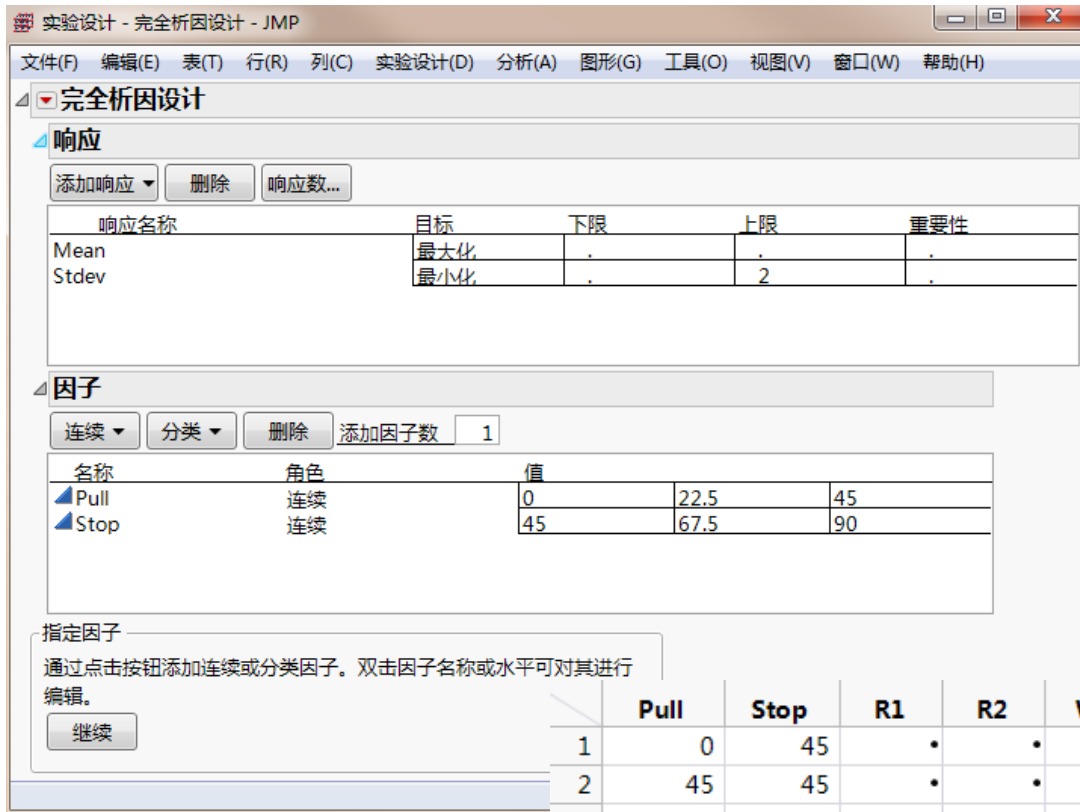 实验设计 - 完全析因设计 - JMP
文件(F) 编辑(E) 表(T) 行(R) 列(C) 实验设计(D) 分析(A) 图形(G) 工具(O) 视图(V) 窗口(W) 帮助(H)
完全析因设计
响应
添加响应 删除 响应数...
响应名称 目标 下限 上限 重要性
Mean 最大化 . . .
Stdev 最小化 . 2 .
因子
连续 分类 删除 添加因子数 1
名称 角色 值
Pull 连续 0 22.5 45
Stop 连续 45 67.5 90
指定因子
通过点击按钮添加连续或分类因子。双击因子名称或水平可对其进行
编辑。
继续
Pull Stop R1 R2
1 0 45 • •
2 45 45 • •